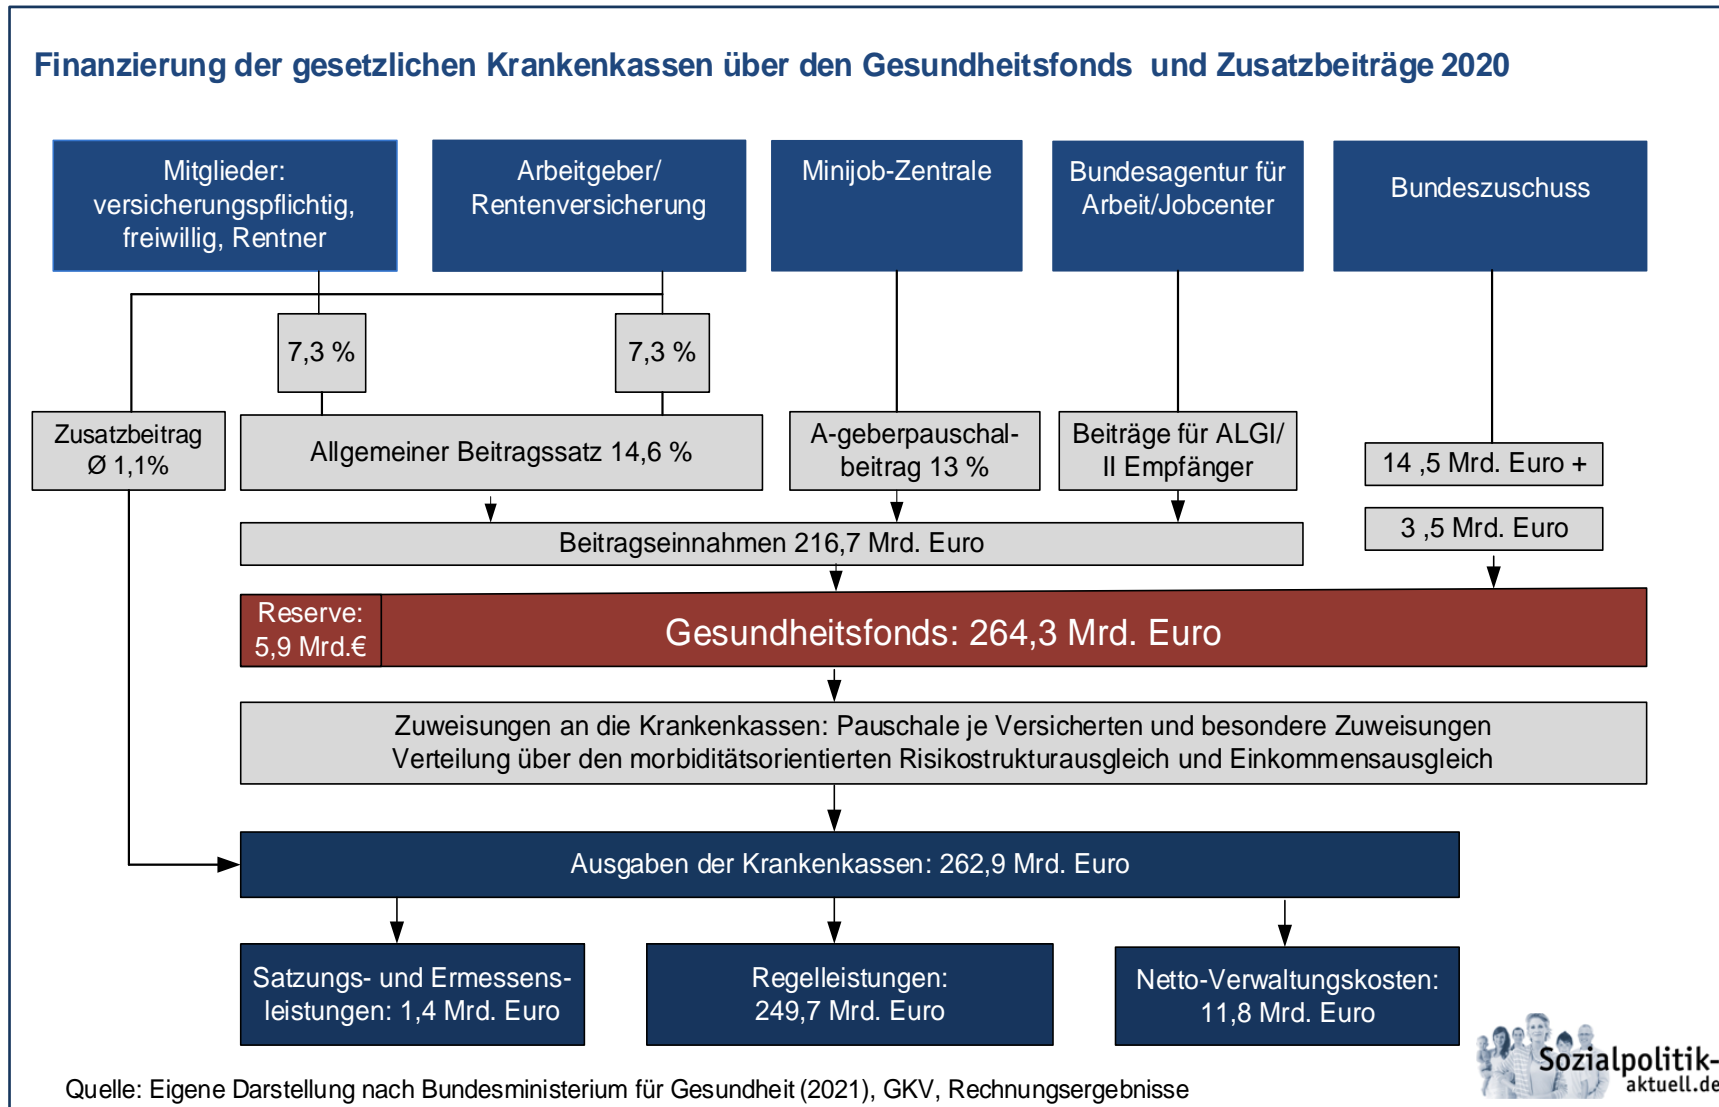 Finanzierung der gesetzlichen Krankenkassen über den Gesundheitsfonds und Zusatzbeiträge 2020
Mitglieder:
versicherungspflichtig,
freiwillig, Rentner
Arbeitgeber/
Rentenversicherung
Minijob-Zentrale
Bundesagentur für
Arbeit/Jobcenter
Bundeszuschuss
7,3 %
7,3 %
Zusatzbeitrag
Ø 1,1%
Allgemeiner Beitragssatz 14,6 %
A-geberpauschal-
beitrag 13 %
Beiträge für ALGI/
II Empfänger
14 ,5 Mrd. Euro +
3 ,5 Mrd. Euro
Beitragseinnahmen 216,7 Mrd. Euro
Reserve:
5,9 Mrd.€
Gesundheitsfonds: 264,3 Mrd. Euro
Zuweisungen an die Krankenkassen: Pauschale je Versicherten und besondere Zuweisungen
Verteilung über den morbiditätsorientierten Risikostrukturausgleich und Einkommensausgleich
Ausgaben der Krankenkassen: 262,9 Mrd. Euro
Satzungs- und Ermessens-
leistungen: 1,4 Mrd. Euro
Regelleistungen:
249,7 Mrd. Euro
Netto-Verwaltungskosten:
11,8 Mrd. Euro
Quelle: Eigene Darstellung nach Bundesministerium für Gesundheit (2021), GKV, Rechnungsergebnisse
Sozialpolitik-
aktuell.de